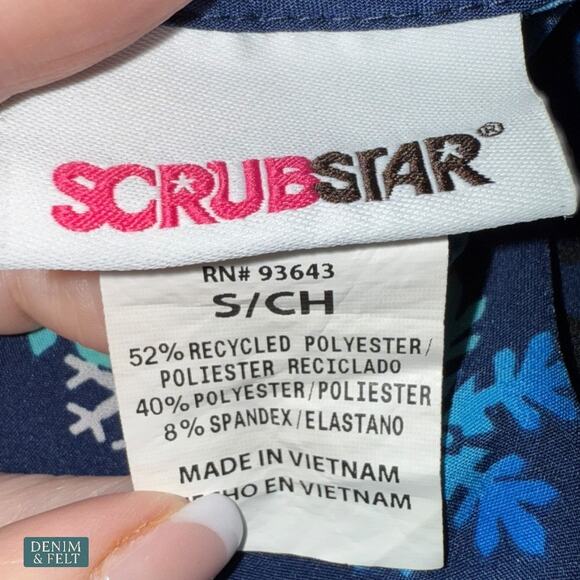 SCRUBSTAR®
RN# 93643
S/CH
52% RECYCLED POLYESTER/
POLIESTER RECICLADO
40% POLYESTER/POLIESTER
8% SPANDEX/ELASTANO
MADE IN VIETNAM
EN VIETNAM
DENIM
& FELT